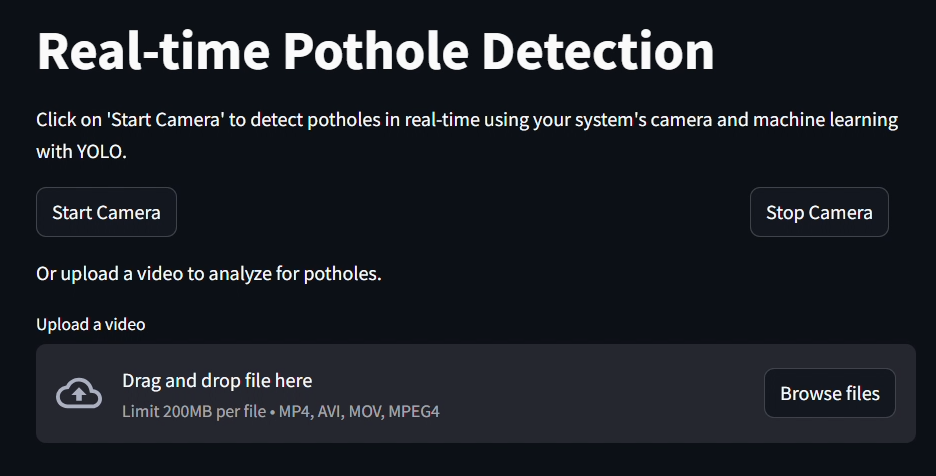 Real-time Pothole Detection
Click on 'Start Camera' to detect potholes in real-time using your system's camera and machine learning
with YOLO.
Start Camera
Stop Camera
Or upload a video to analyze for potholes.
Upload a video
Drag and drop file here
Limit 200MB per file • MP4, AVI, MOV, MPEG4
Browse files